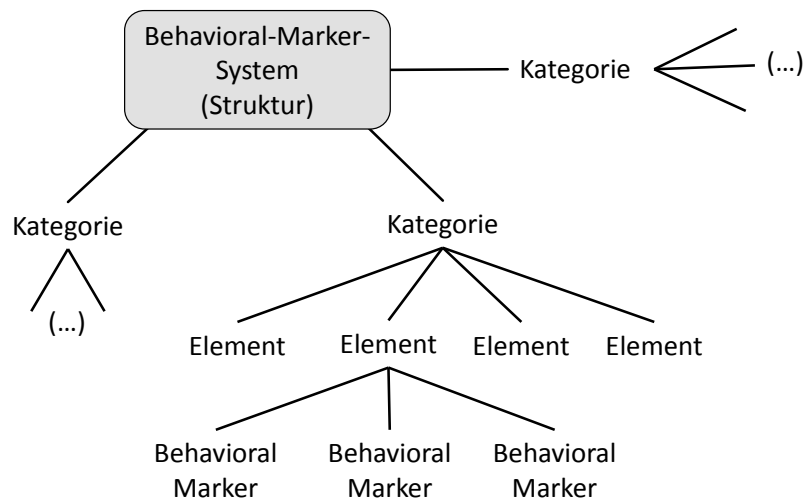 Behavioral-Marker-
System
(Struktur)
Kategorie
(...)
Kategorie
(...)
Kategorie
Element
Element
Element
Element
Behavioral
Marker
Behavioral
Marker
Behavioral
Marker